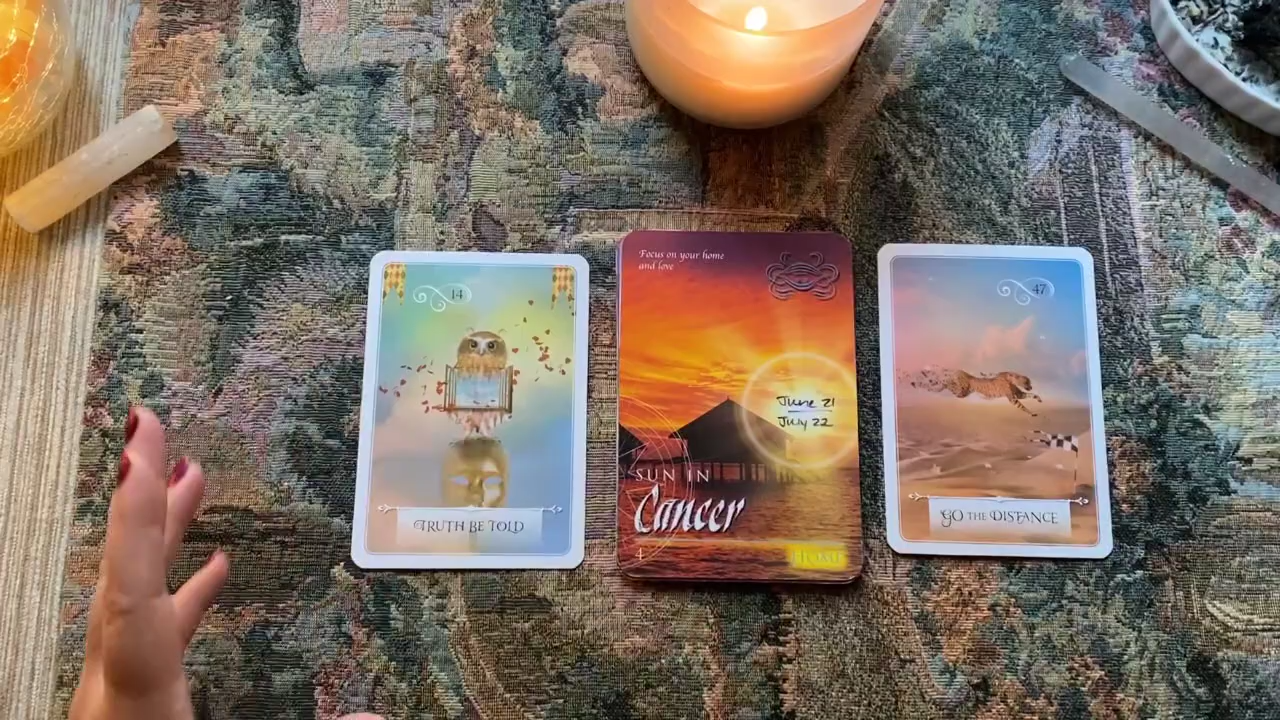 14
TRUTH BE TOLD
Focus on your home
and love
June 21
July 22
SUN IN
Cancer
4
HOME
47
GO THE DISTANCE